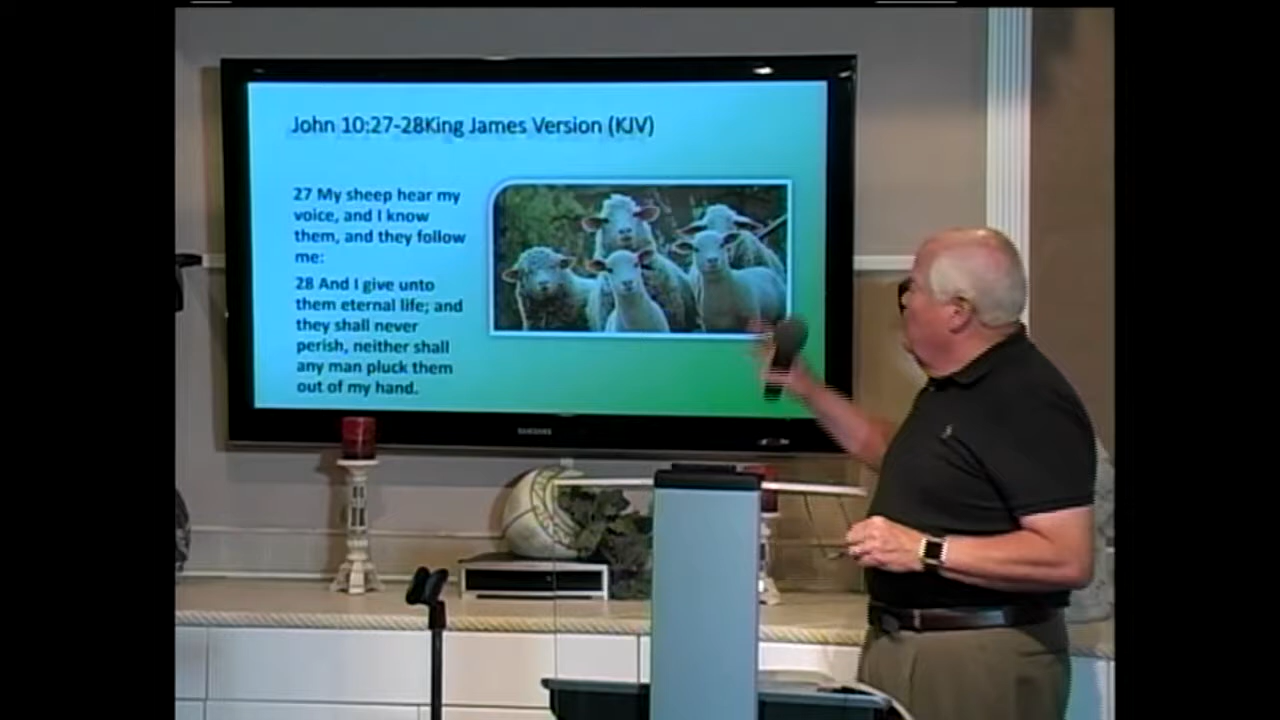 John 10:27-28King James Version (KJV)
27 My sheep hear my
voice, and I know
them, and they follow
me:
28 And I give unto
them eternal life; and
they shall never
perish, neither shall
any man pluck them
out of my hand.
SAMSUNG